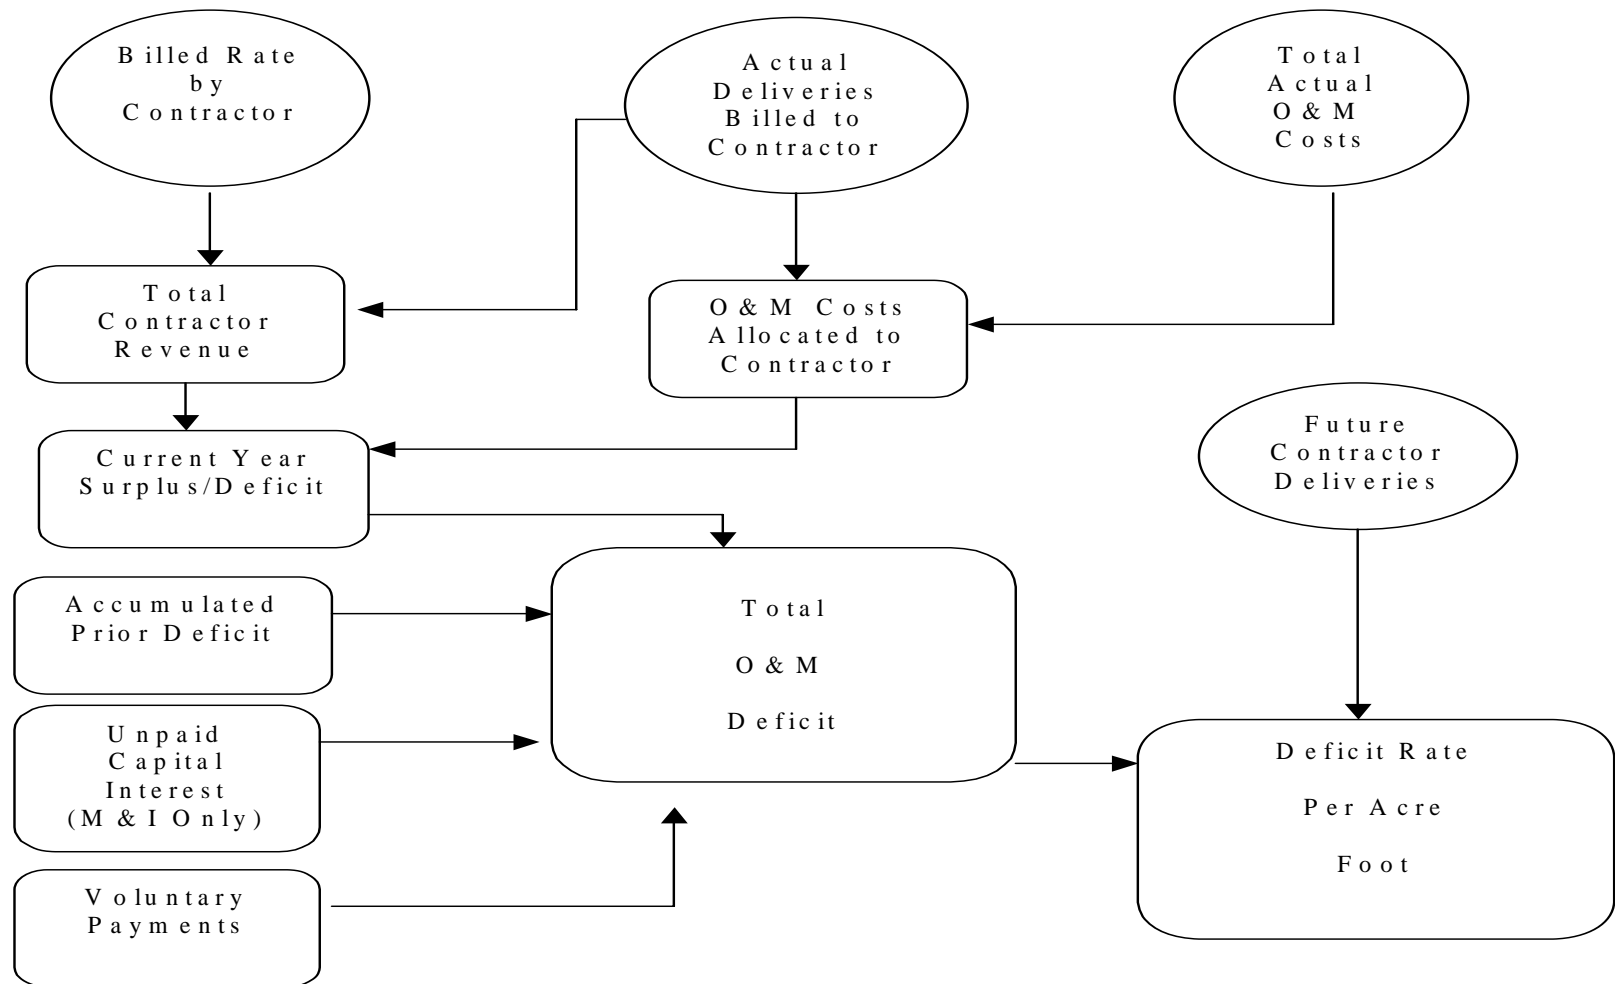 Billed Rate
by
Contractor
Actual
Deliveries
Billed to
Contractor
Total
Actual
O & M
Costs
Total
Contractor
Revenue
O & M Costs
Allocated to
Contractor
Current Year
Surplus/Deficit
Future
Contractor
Deliveries
Accumulated
Prior Deficit
Total
O & M
Deficit
Unpaid
Capital
Interest
(M & I Only)
Deficit Rate
Per Acre
Foot
Voluntary
Payments